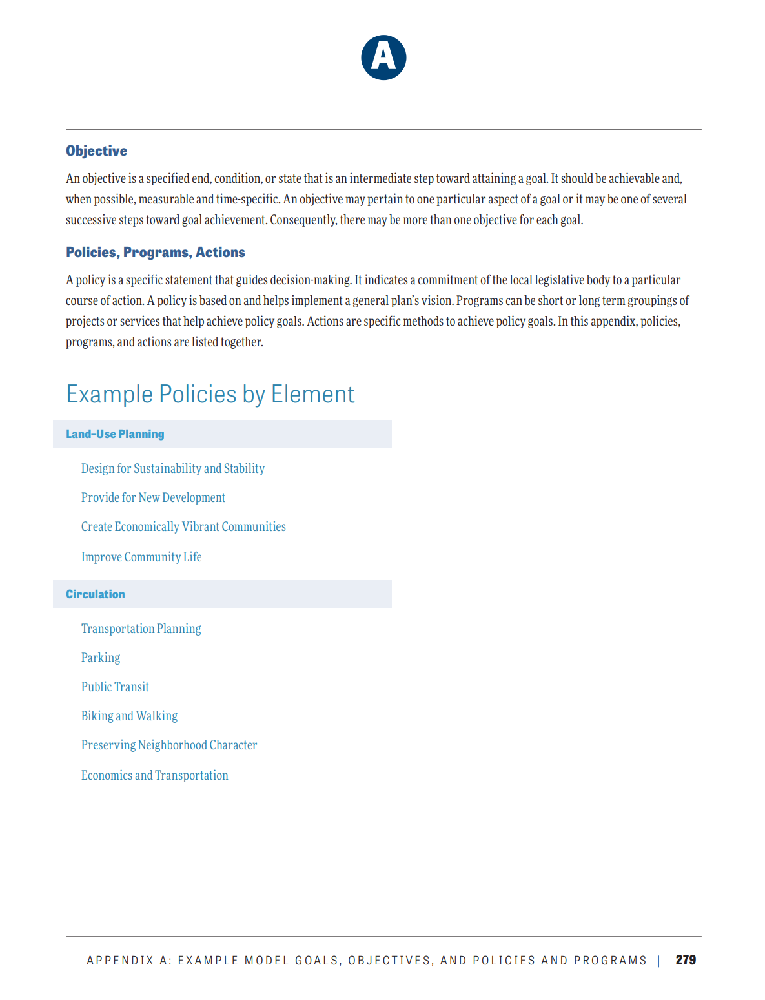 A
Objective
An objective is a specified end, condition, or state that is an intermediate step toward attaining a goal. It should be achievable and,
when possible, measurable and time-specific. An objective may pertain to one particular aspect of a goal or it may be one of several
successive steps toward goal achievement. Consequently, there may be more than one objective for each goal.
Policies, Programs, Actions
A policy is a specific statement that guides decision-making. It indicates a commitment of the local legislative body to a particular
course of action. A policy is based on and helps implement a general plan’s vision. Programs can be short or long term groupings of
projects or services that help achieve policy goals. Actions are specific methods to achieve policy goals. In this appendix, policies,
programs, and actions are listed together.
Example Policies by Element
Land-Use Planning
Design for Sustainability and Stability
Provide for New Development
Create Economically Vibrant Communities
Improve Community Life
Circulation
Transportation Planning
Parking
Public Transit
Biking and Walking
Preserving Neighborhood Character
Economics and Transportation
APPENDIX A: EXAMPLE MODEL GOALS, OBJECTIVES, AND POLICIES AND PROGRAMS | 279